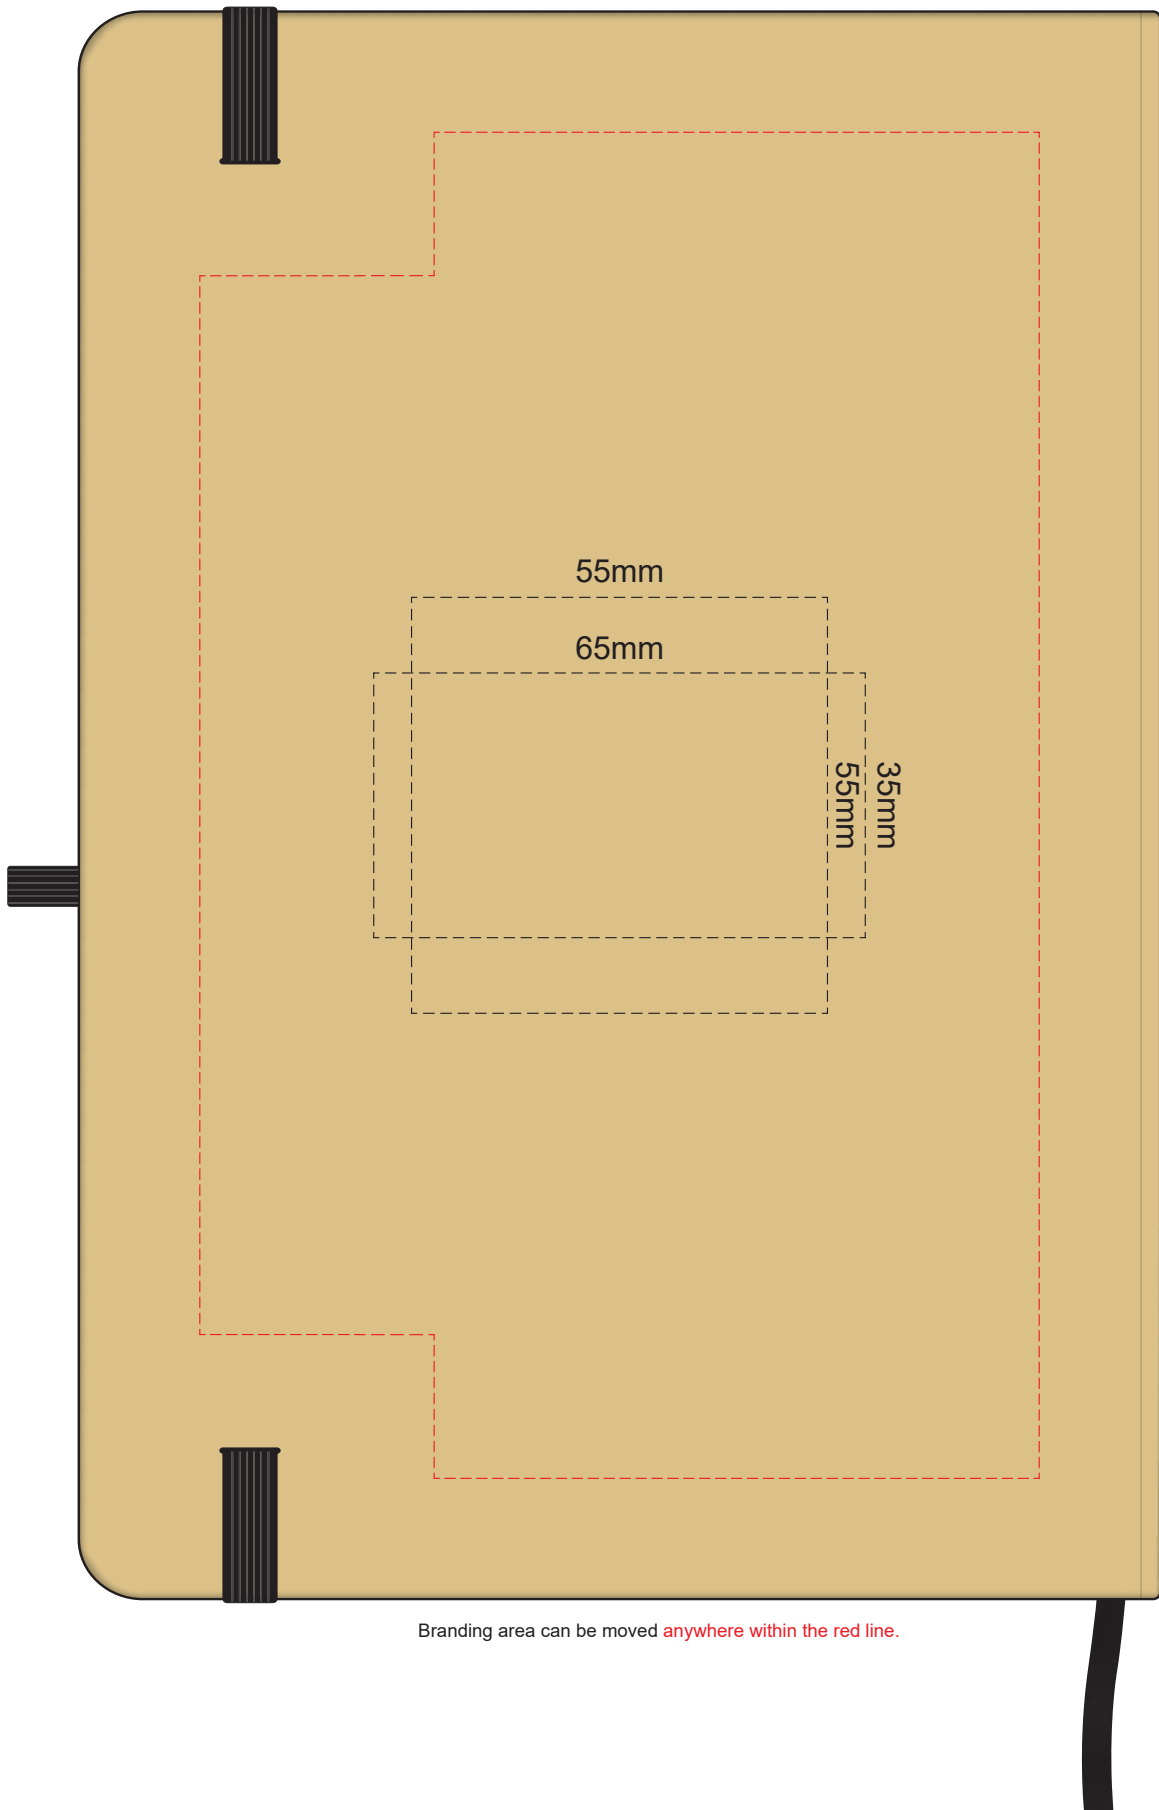 55mm
65mm
55mm
35mm
Branding area can be moved anywhere within the red line.